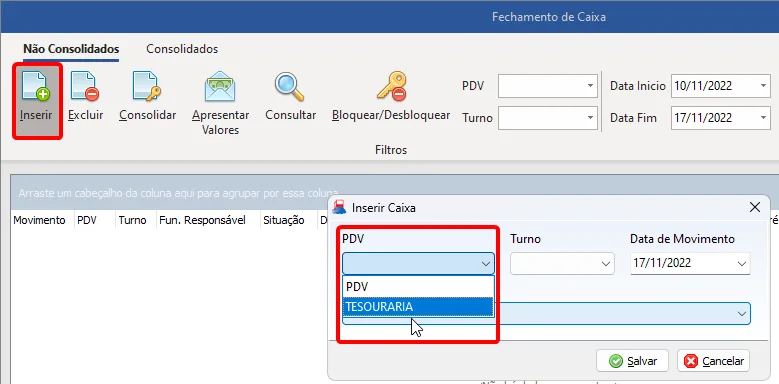 Fechamento de Caixa
Não Consolidados Consolidados
Inserir Excluir Consolidar Apresentar Valores Consultar Bloquear/Desbloquear
PDV Data Inicio 10/11/2022
Turno Data Fim 17/11/2022
Filtros
Arraste um cabeçalho da coluna aqui para agrupar por essa coluna
Movimento PDV Turno Fun. Responsável Situação D
Inserir Caixa
PDV Turno Data de Movimento
17/11/2022
PDV
TESOURARIA
Salvar Cancelar